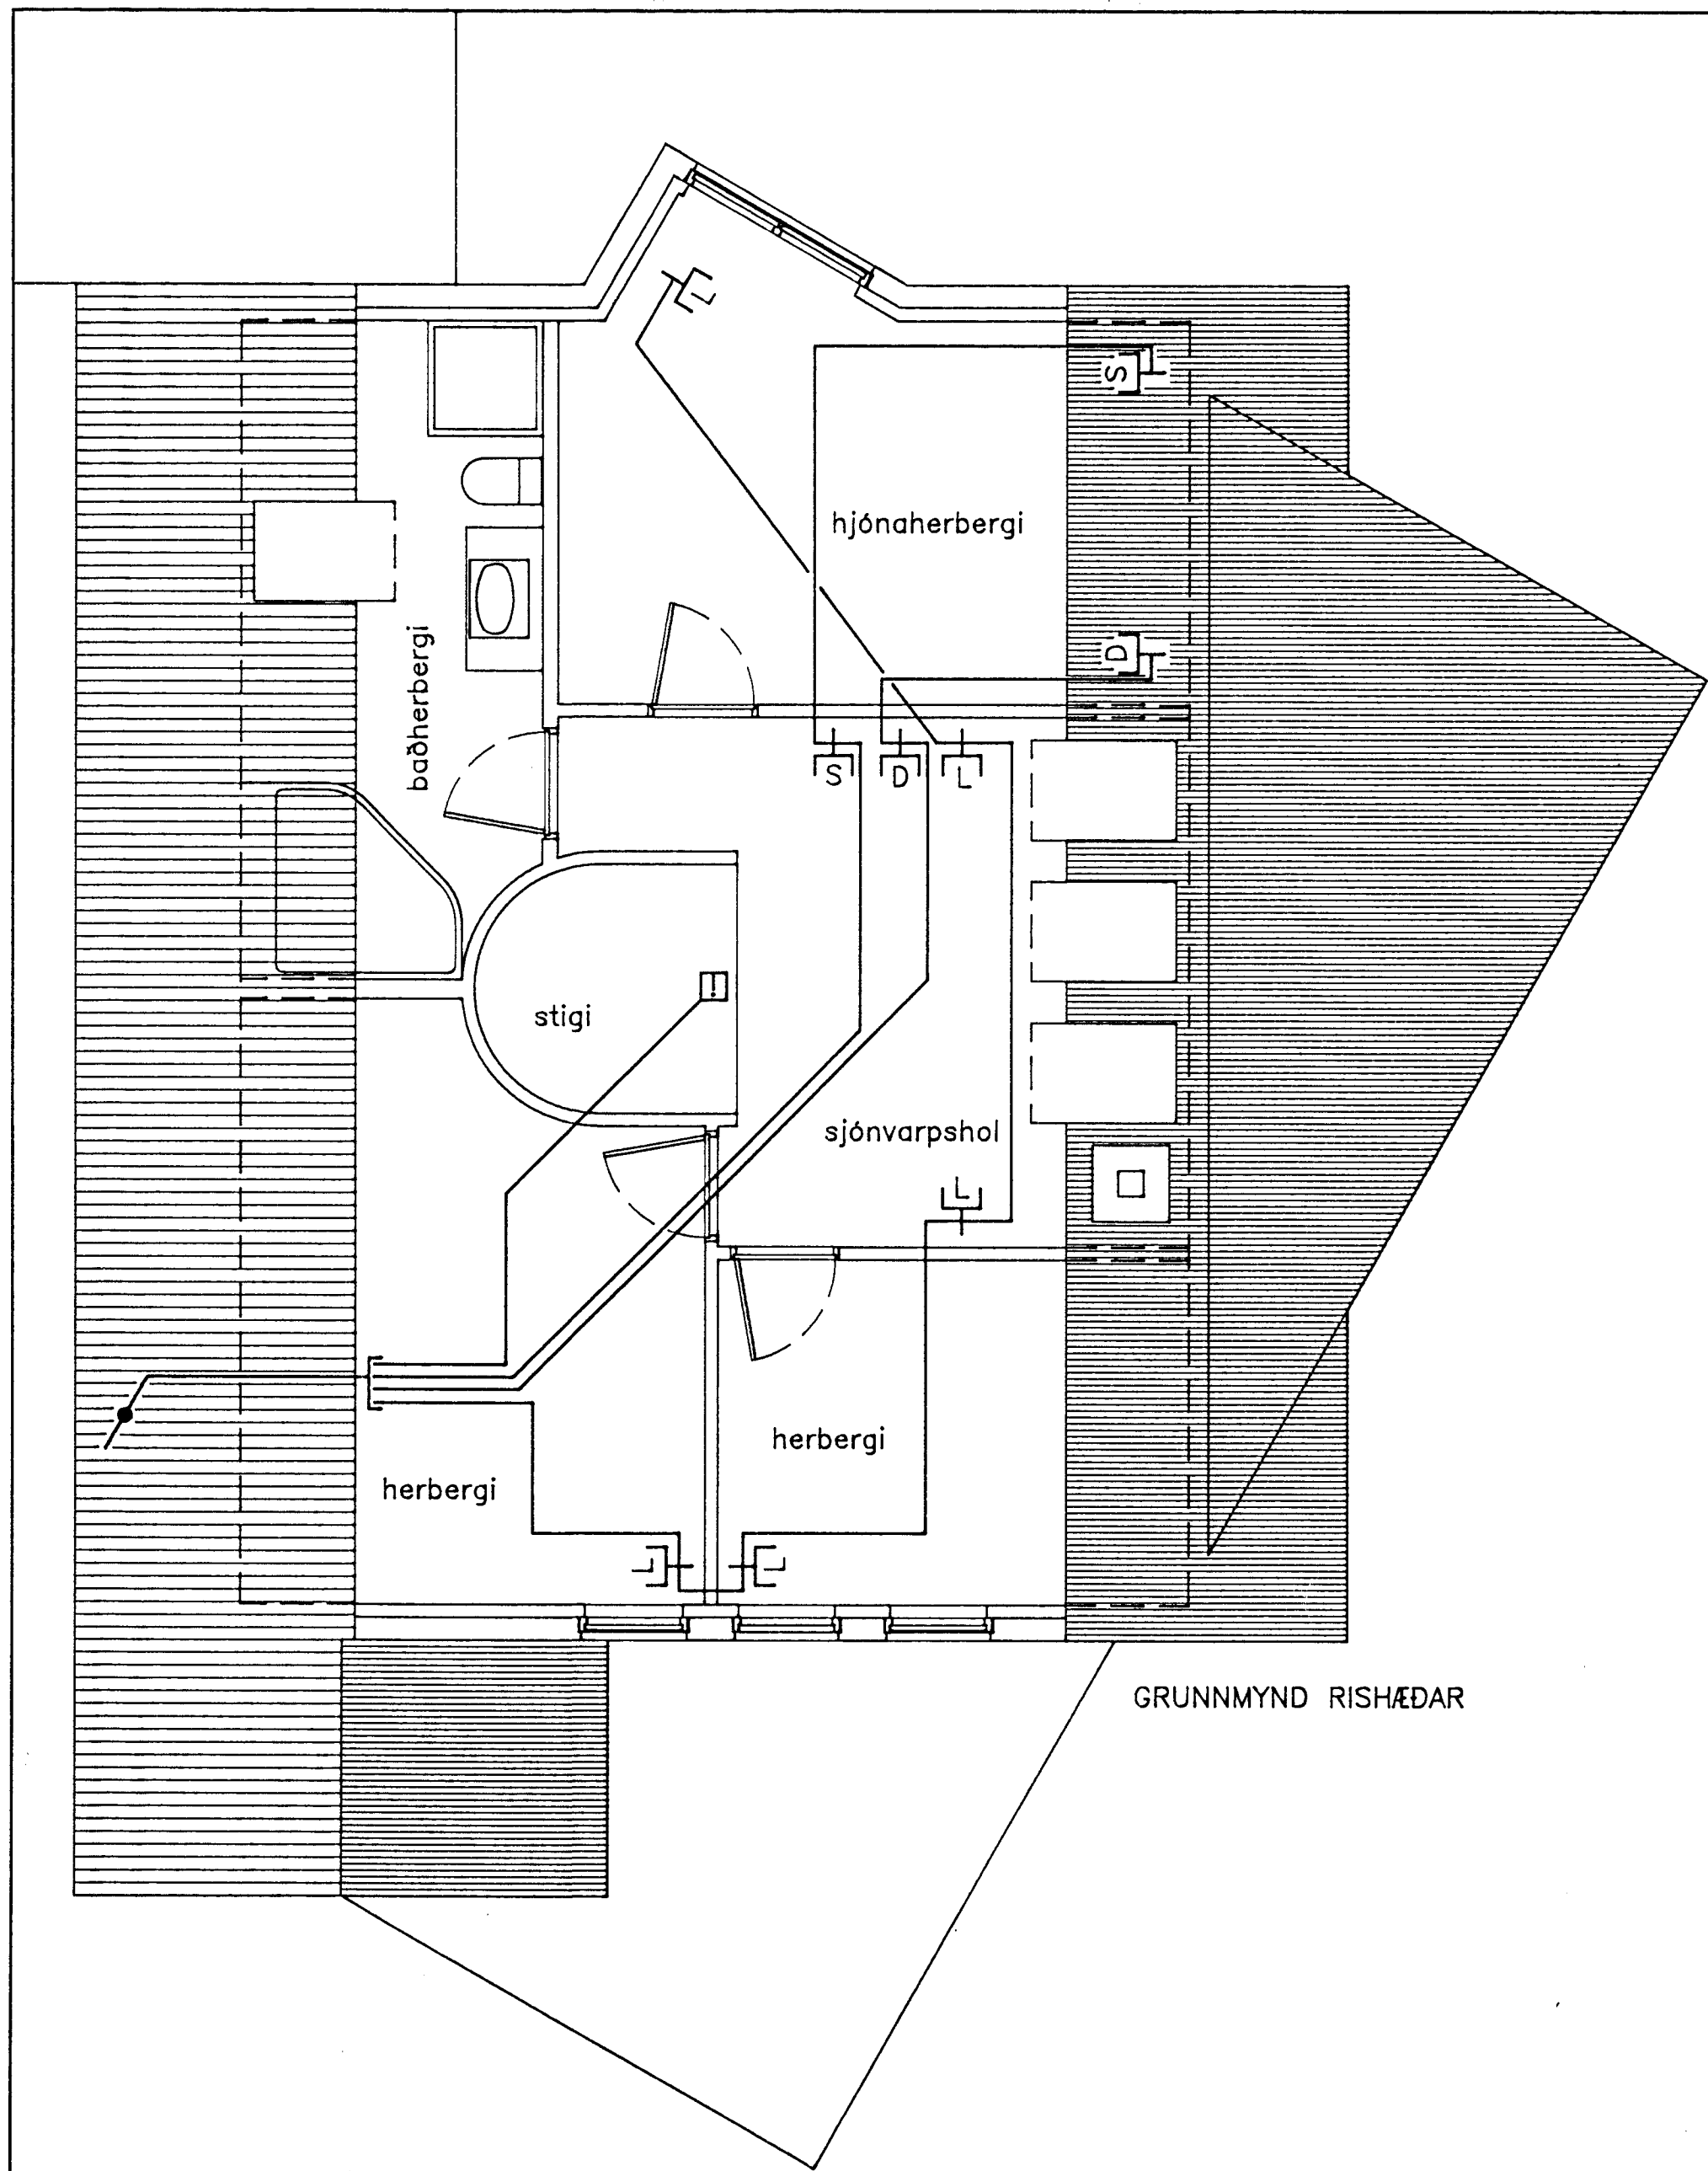 L
S
hjónaherbergi
baðherbergi
D
S
D
L
stigi
sjónvarpshol
L
herbergi
herbergi
L
L
GRUNNMYND RISHÆÐAR